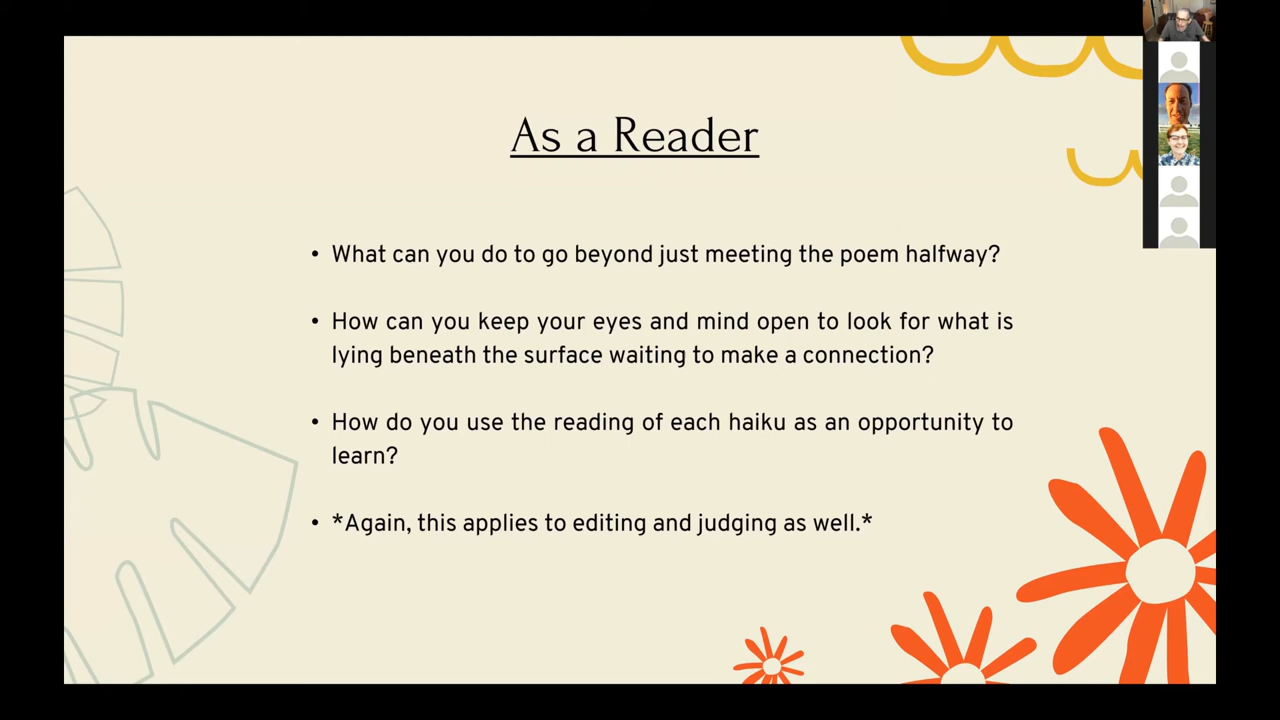 As a Reader
• What can you do to go beyond just meeting the poem halfway?
• How can you keep your eyes and mind open to look for what is
lying beneath the surface waiting to make a connection?
• How do you use the reading of each haiku as an opportunity to
learn?
• *Again, this applies to editing and judging as well.*